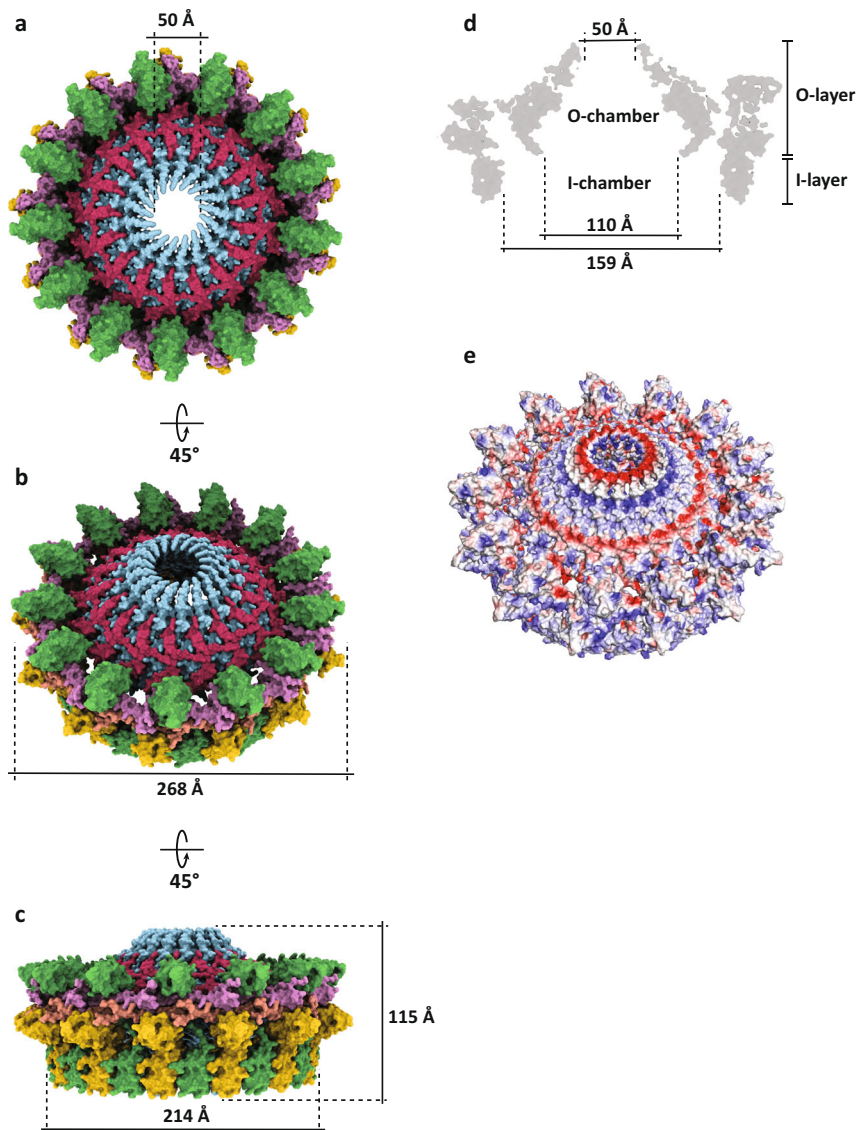 a
50 Å
45°
b
268 Å
45°
c
115 Å
214 Å
d
50 Å
O-layer
O-chamber
I-chamber
I-layer
110 Å
159 Å
e